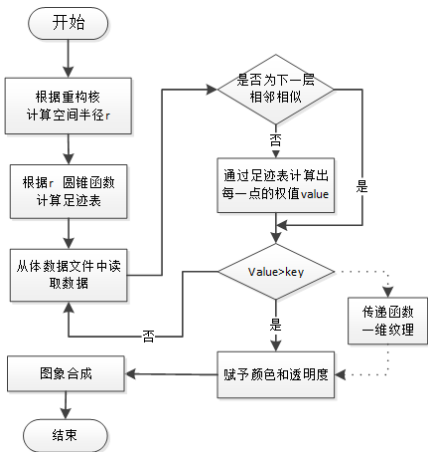 开始
根据重构核
计算空间半径r
根据r 圆锥函数
计算足迹表
从体数据文件中读
取数据
是否为下一层
相邻相似
否
是
通过足迹表计算出
每一点的权值value
Value>key
否
是
传递函数
一维纹理
赋予颜色和透明度
图象合成
结束